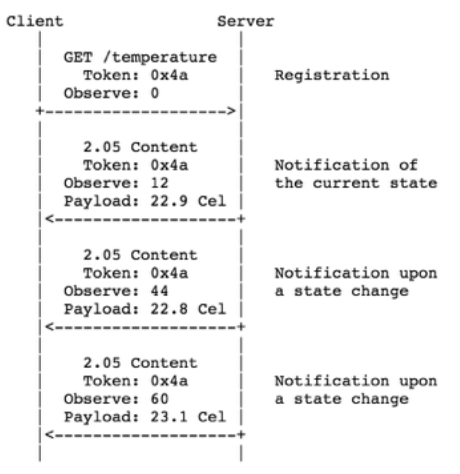 Client Server
GET /temperature
Token: 0x4a Registration
Observe: 0
2.05 Content
Token: 0x4a Notification of
Observe: 12 the current state
Payload: 22.9 Cel
2.05 Content
Token: 0x4a Notification upon
Observe: 44 a state change
Payload: 22.8 Cel
2.05 Content
Token: 0x4a Notification upon
Observe: 60 a state change
Payload: 23.1 Cel